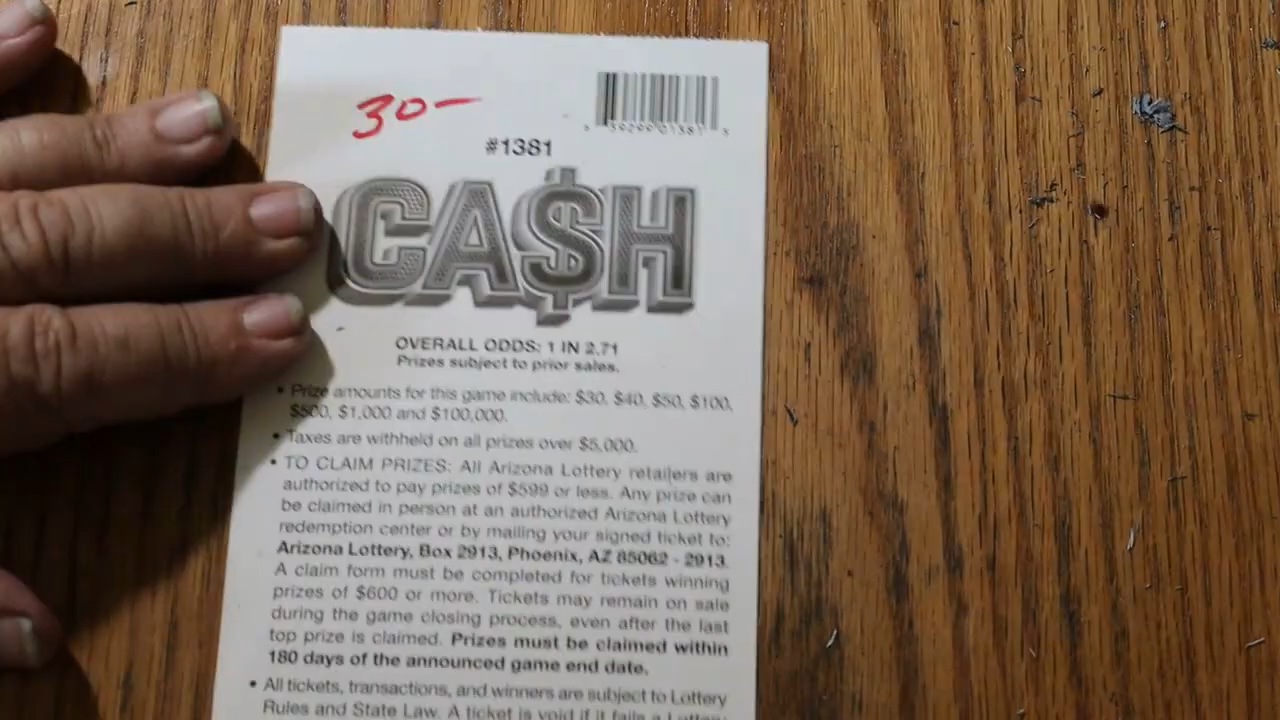 30-
#1381
CA$H
OVERALL ODDS: 1 IN 2.71
Prizes subject to prior sales.
• Prize amounts for this game include: $30, $40, $50, $100,
$500, $1,000 and $100,000.
• Taxes are withheld on all prizes over $5,000.
• TO CLAIM PRIZES: All Arizona Lottery retailers are
authorized to pay prizes of $599 or less. Any prize can
be claimed in person at an authorized Arizona Lottery
redemption center or by mailing your signed ticket to:
Arizona Lottery, Box 2913, Phoenix, AZ 85062 - 2913.
A claim form must be completed for tickets winning
prizes of $600 or more. Tickets may remain on sale
during the game closing process, even after the last
top prize is claimed. Prizes must be claimed within
180 days of the announced game end date.
• All tickets, transactions, and winners are subject to Lottery
Rules and State Law. A ticket is void if it fails a Lottery